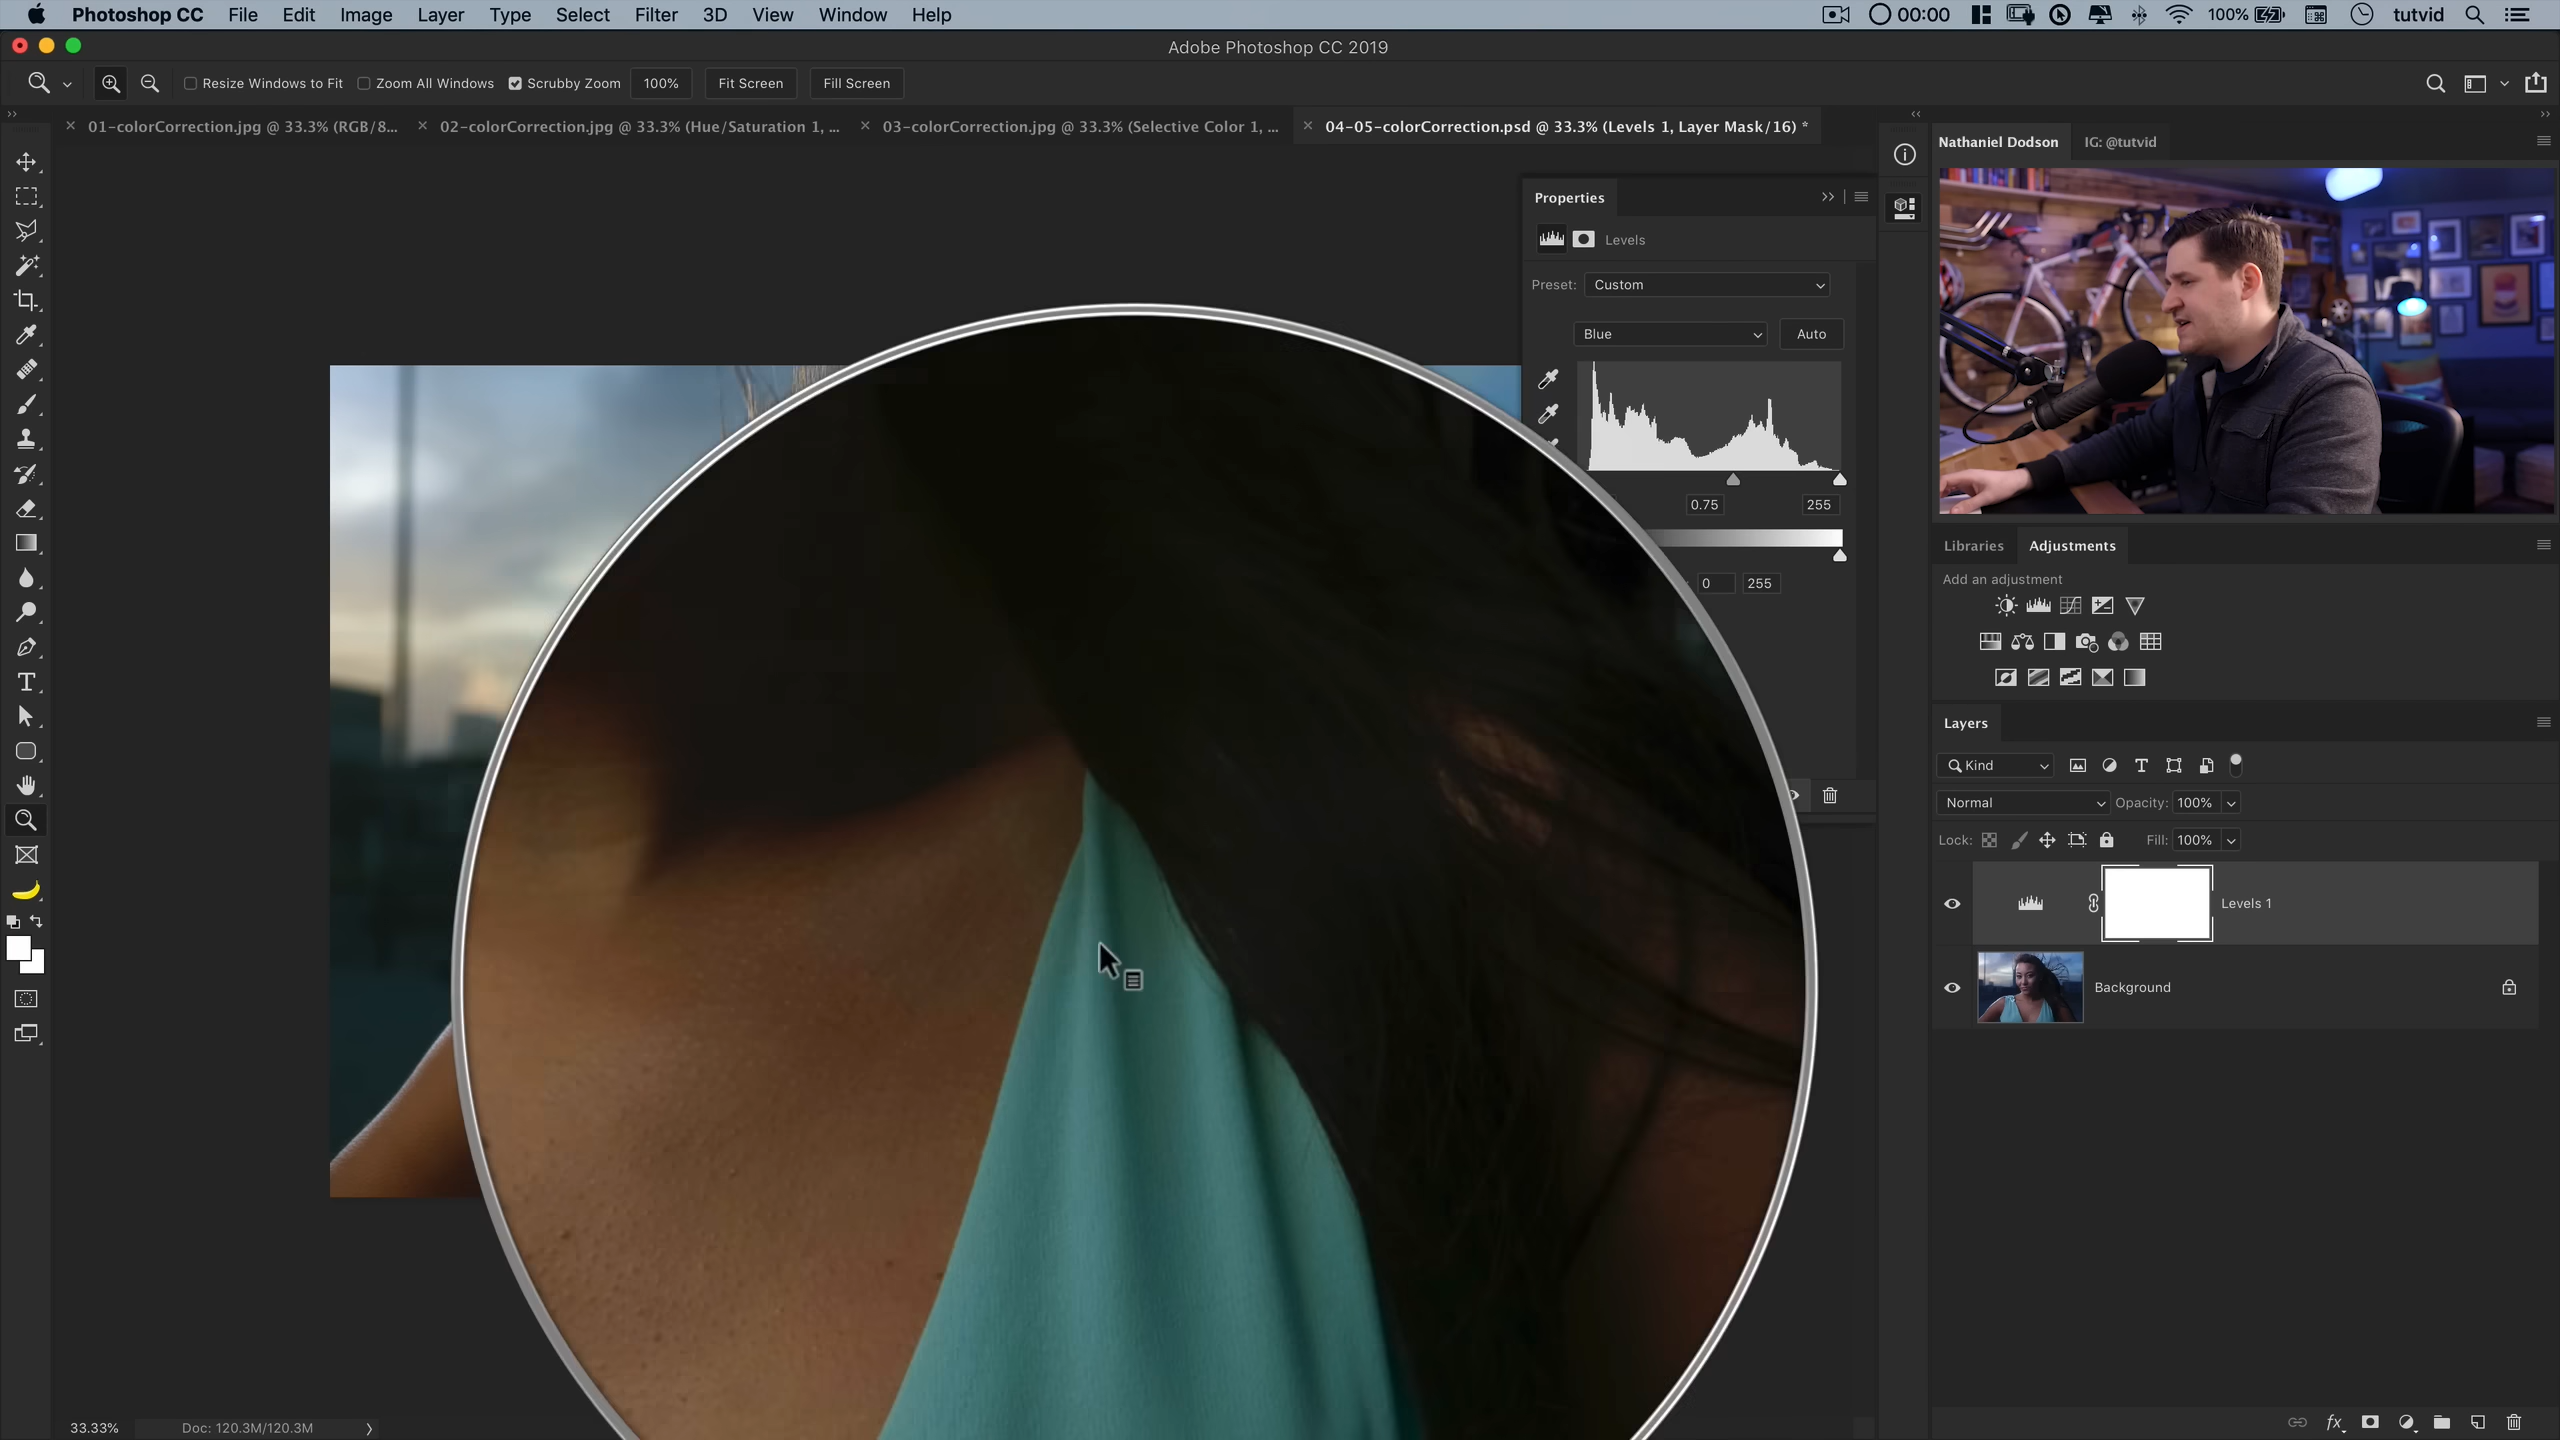 Photoshop CC File Edit Image Layer Type Select Filter 3D View Window Help 00:00 100% tutvid
Adobe Photoshop CC 2019
Resize Windows to Fit Zoom All Windows Scrubby Zoom 100% Fit Screen Fill Screen
01-colorCorrection.jpg @ 33.3% (RGB/8... 02-colorCorrection.jpg @ 33.3% (Hue/Saturation 1, ... 03-colorCorrection.jpg @ 33.3% (Selective Color 1, ... 04-05-colorCorrection.psd @ 33.3% (Levels 1, Layer Mask/16) *
Nathaniel Dodson IG: @tutvid
Properties
Levels
Preset: Custom
Blue Auto
0.75 255
0 255
Libraries Adjustments
Add an adjustment
Layers
Kind
Normal Opacity: 100%
Lock: Fill: 100%
Levels 1
Background
33.33% Doc: 120.3M/120.3M